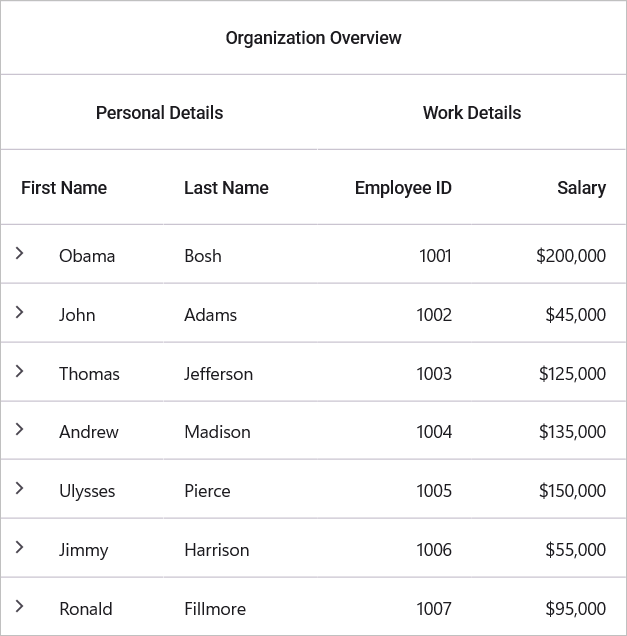 Organization Overview
Personal Details Work Details
First Name Last Name Employee ID Salary
Obama Bosh 1001 $200,000
John Adams 1002 $45,000
Thomas Jefferson 1003 $125,000
Andrew Madison 1004 $135,000
Ulysses Pierce 1005 $150,000
Jimmy Harrison 1006 $55,000
Ronald Fillmore 1007 $95,000